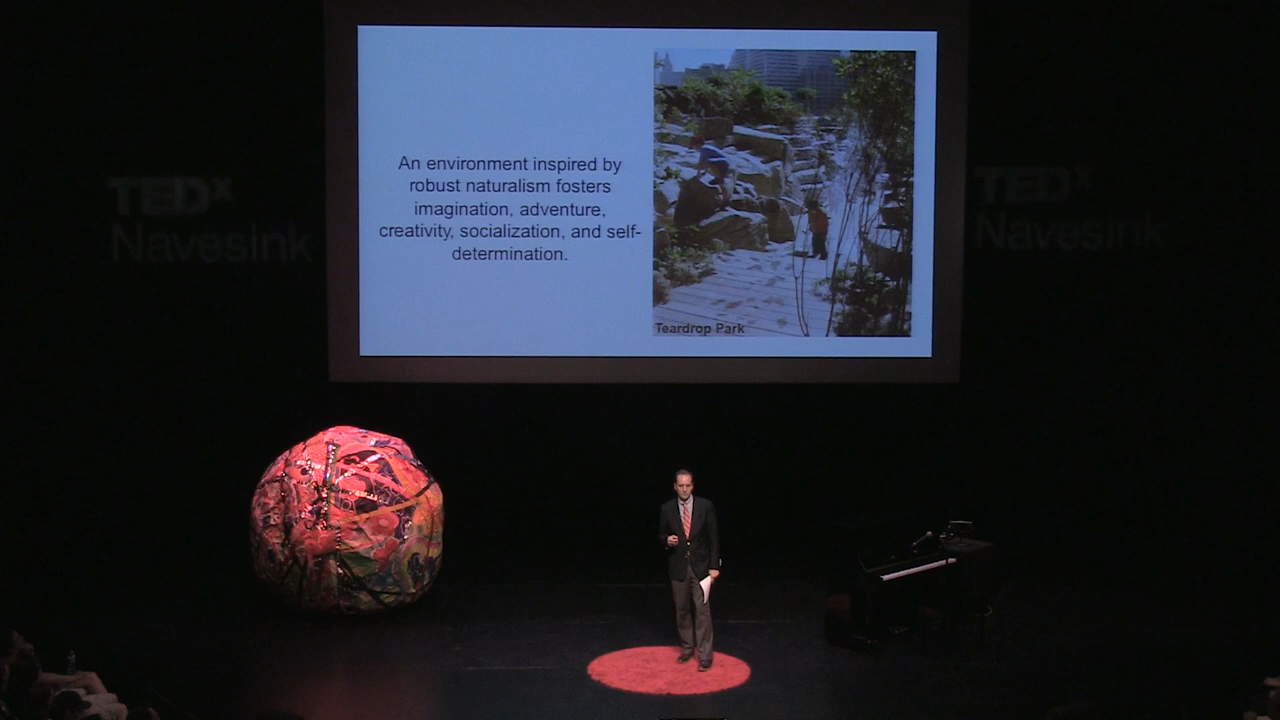 An environment inspired by
robust naturalism fosters
imagination, adventure,
creativity, socialization, and self-
determination.
Teardrop Park
TEDx
Navesink
TEDx
Navesink